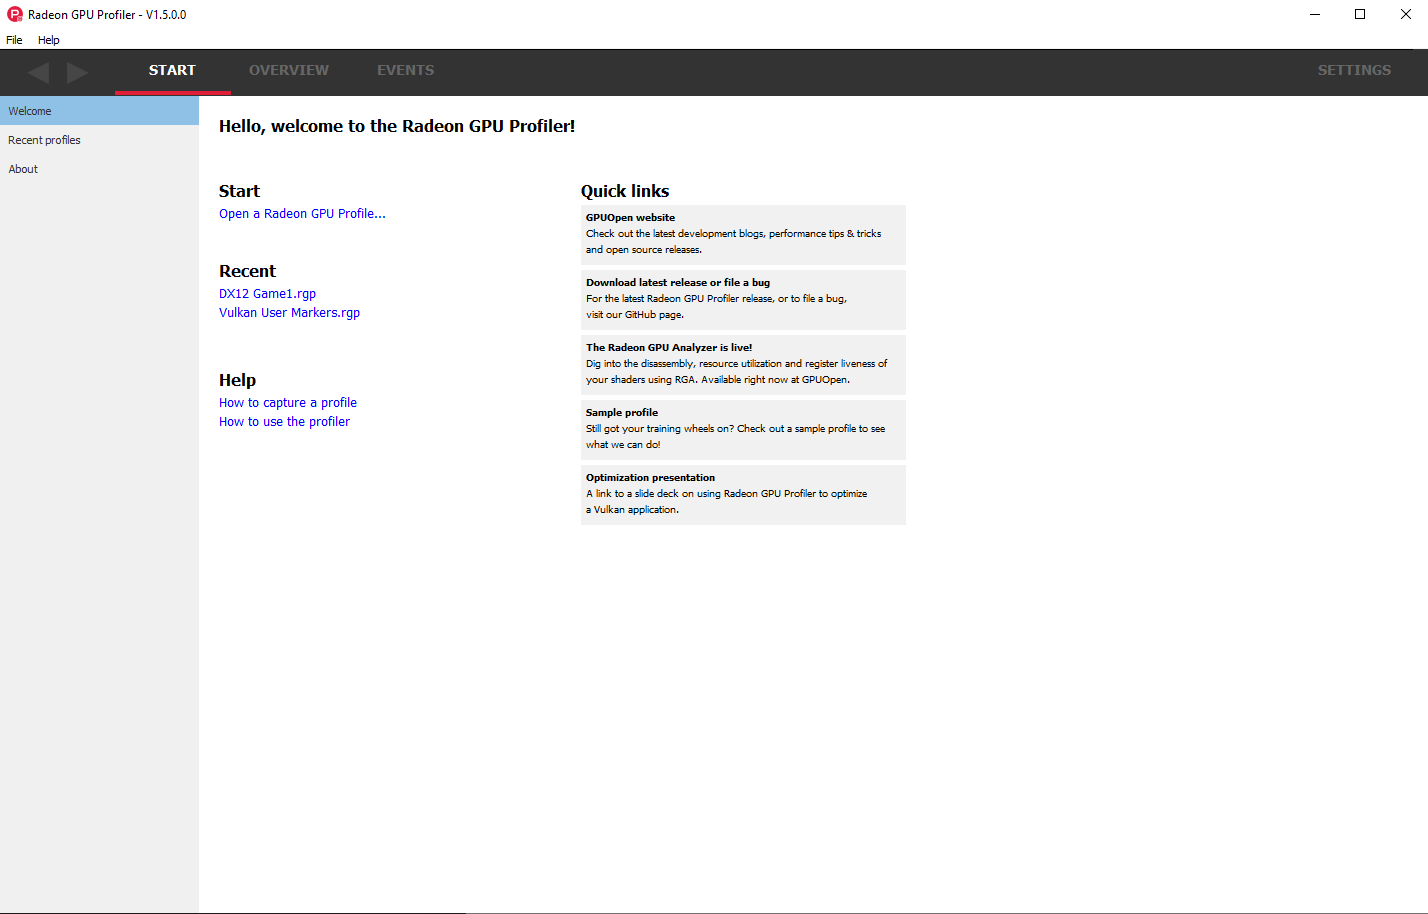 Radeon GPU Profiler - V1.5.0.0
File Help
START OVERVIEW EVENTS SETTINGS
Welcome
Recent profiles
About
Hello, welcome to the Radeon GPU Profiler!
Start
Open a Radeon GPU Profile...
Recent
DX12 Game1.rgp
Vulkan User Markers.rgp
Help
How to capture a profile
How to use the profiler
Quick links
GPUOpen website
Check out the latest development blogs, performance tips & tricks
and open source releases.
Download latest release or file a bug
For the latest Radeon GPU Profiler release, or to file a bug,
visit our GitHub page.
The Radeon GPU Analyzer is live!
Dig into the disassembly, resource utilization and register liveness of
your shaders using RGA. Available right now at GPUOpen.
Sample profile
Still got your training wheels on? Check out a sample profile to see
what we can do!
Optimization presentation
A link to a slide deck on using Radeon GPU Profiler to optimize
a Vulkan application.